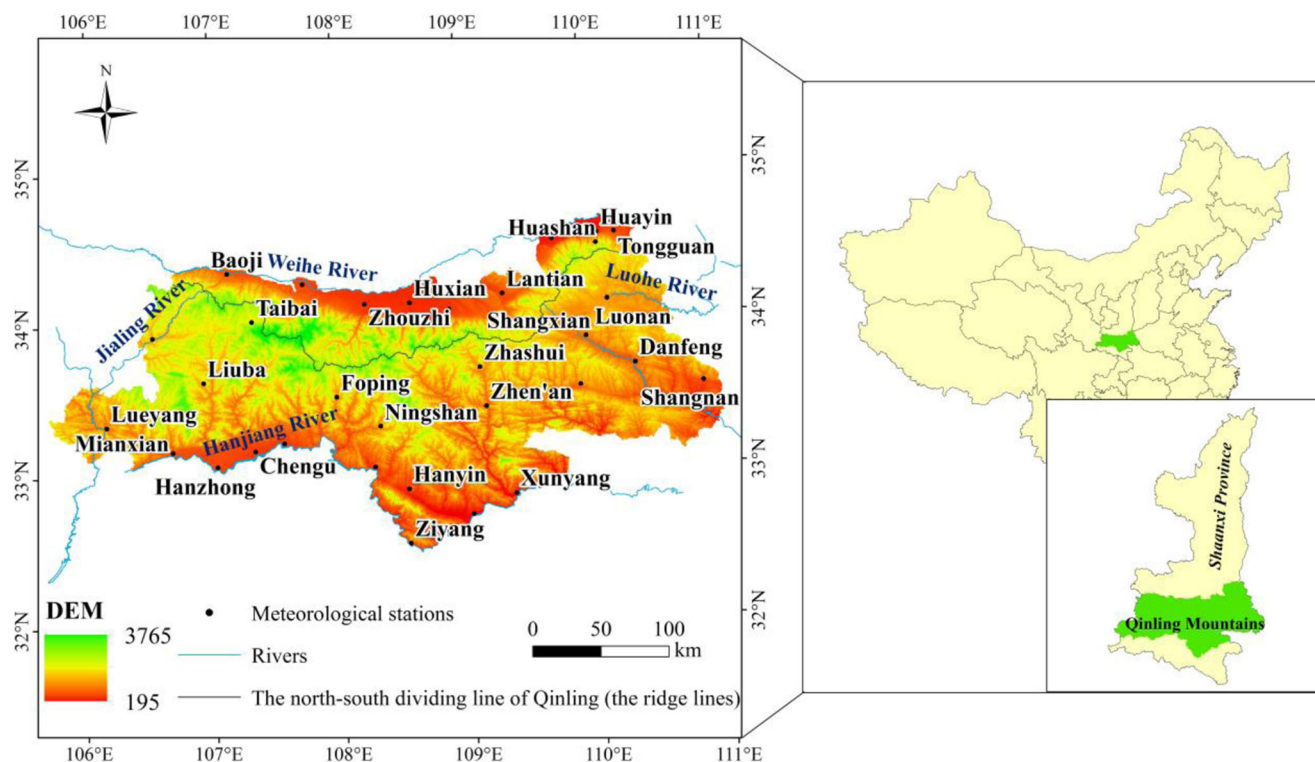 106°E 107°E 108°E 109°E 110°E 111°E
N
35°N
35°N
Huashan
Huayin
Tongguan
Baoji
Weihe River
Luohe River
Lantian
Huxian
Jialing River
Taibai
Zhouzhi
Shangxian
Luonan
34°N
34°N
Zhashui
Danfeng
Liuba
Foping
Zhen'an
Shangnan
Ningshan
Lueyang
Hanjiang River
Mianxian
Chengu
Hanyin
Xunyang
33°N
33°N
Hanzhong
Ziyang
DEM
3765
195
Meteorological stations
Rivers
The north-south dividing line of Qinling (the ridge lines)
0 50 100
km
32°N
32°N
106°E 107°E 108°E 109°E 110°E 111°E
Shaanxi Province
Qinling Mountains